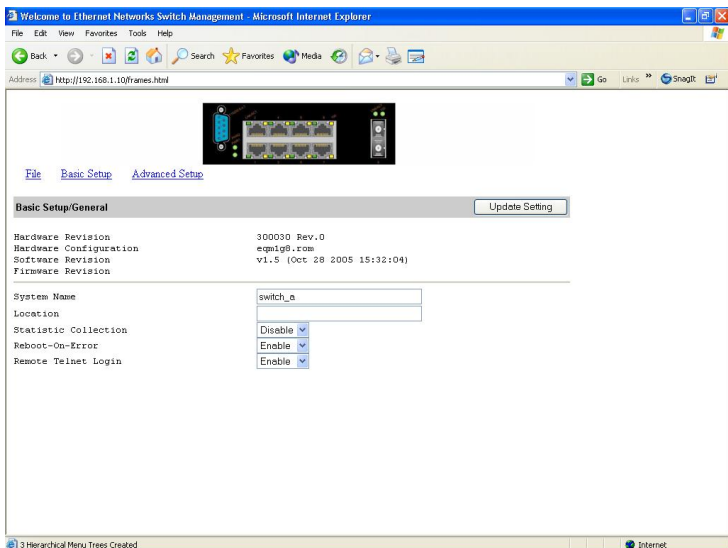 Welcome to Ethernet Networks Switch Management - Microsoft Internet Explorer
File Edit View Favorites Tools Help
Back Search Favorites Media
Address http://192.168.1.10/frames.html Go Links » SnagIt
File Basic Setup Advanced Setup
Basic Setup/General Update Setting
Hardware Revision 300030 Rev.0
Hardware Configuration eqm1g8.rom
Software Revision v1.5 (Oct 28 2005 15:32:04)
Firmware Revision
System Name switch_a
Location
Statistic Collection Disable
Reboot-On-Error Enable
Remote Telnet Login Enable
3 Hierarchical Menu Trees Created Internet